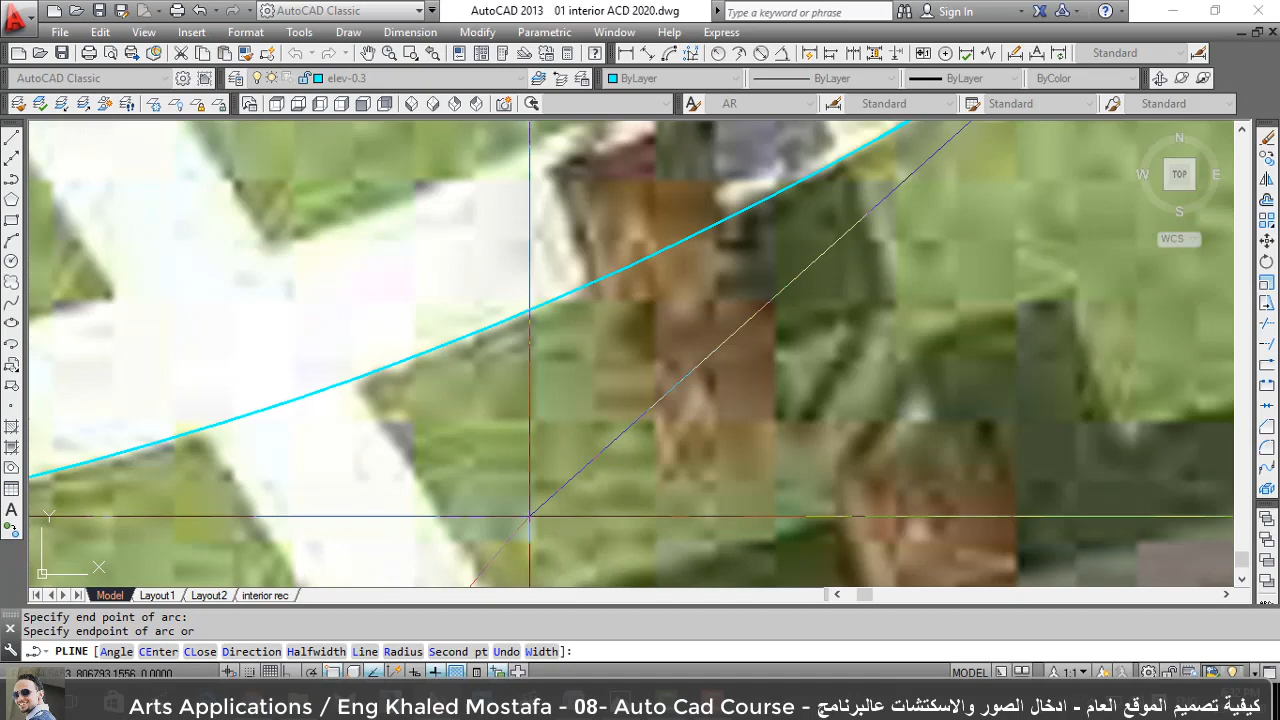 AutoCAD Classic
AutoCAD 2013 01 interior ACD 2020.dwg
Type a keyword or phrase
Sign In
File Edit View Insert Format Tools Draw Dimension Modify Parametric Window Help Express
Standard
AutoCAD Classic
elev-0.3
ByLayer
ByLayer
ByLayer
ByColor
AR
Standard
Standard
Standard
N
W TOP E
S
WCS
Y
X
Model Layout1 Layout2 interior rec
Specify end point of arc:
Specify endpoint of arc or
PLINE [Angle CEnter CLose Direction Halfwidth Line Radius Second pt Undo Width]:
MODEL
1:1
Arts Applications / Eng Khaled Mostafa - 08- Auto Cad Course - كيفية تصميم الموقع العام - ادخال الصور والاسكتشات عالبرنامج